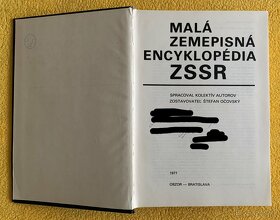 MALÁ
ZEMEPISNÁ
ENCYKLOPÉDIA
ZSSR
SPRACOVAL KOLEKTÍV AUTOROV
ZOSTAVOVATEĽ ŠTEFAN OČOVSKÝ
1977
OBZOR — BRATISLAVA